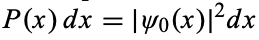 P(x) dx = |ψ₀(x)|²dx